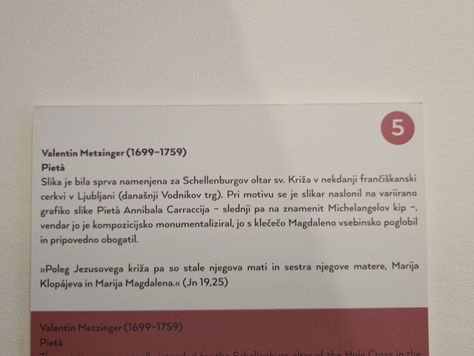 5
Valentin Metzinger (1699–1759)
Pietà
Slika je bila sprva namenjena za Schellenburgov oltar sv. Križa v nekdanji frančiškanski
cerkvi v Ljubljani (današnji Vodnikov trg). Pri motivu se je slikar naslonil na variirano
grafiko slike Pietà Annibala Carraccija – slednji pa na znamenit Michelangelov kip –,
vendar jo je kompozicijsko monumentaliziral, jo s klečečo Magdaleno vsebinsko poglobil
in pripovedno obogatil.
»Poleg Jezusovega križa pa so stale njegova mati in sestra njegove matere, Marija
Klopájeva in Marija Magdalena.« (Jn 19,25)
Valentin Metzinger (1699–1759)
Pietà